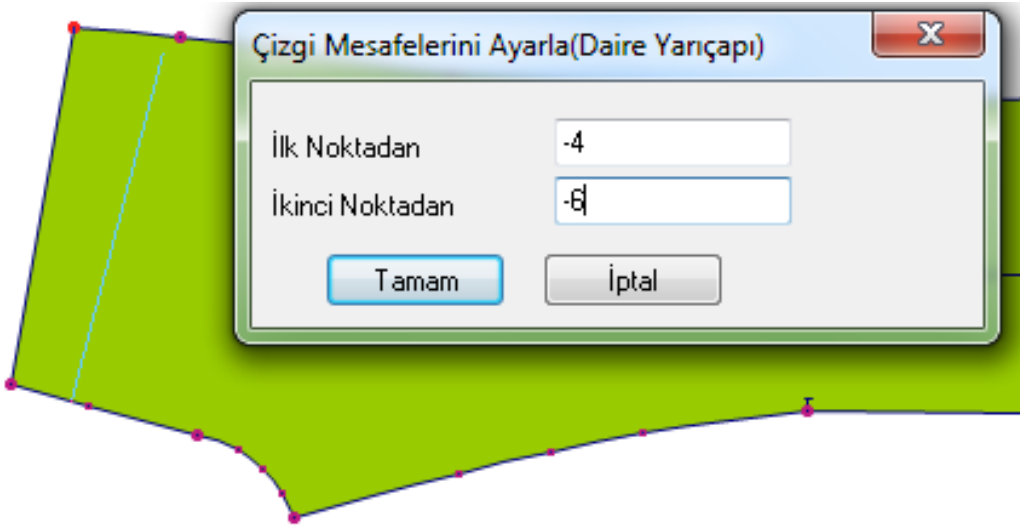 Çizgi Mesafelerini Ayarla(Daire Yarıçapı)
İlk Noktadan -4
İkinci Noktadan -6
Tamam İptal